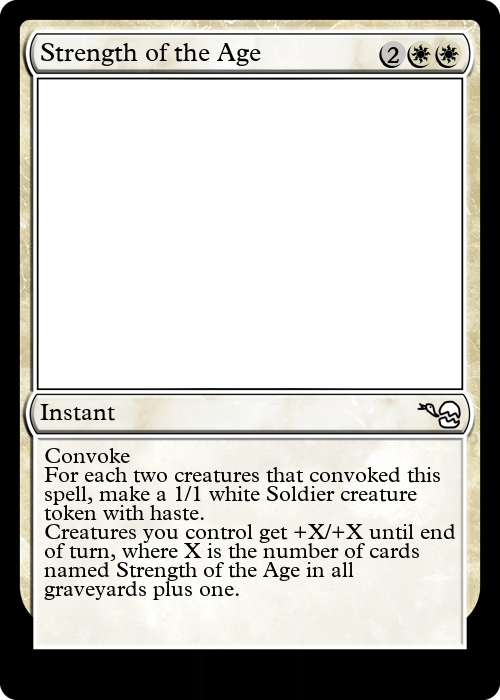 Strength of the Age 2
Instant
Convoke
For each two creatures that convoked this
spell, make a 1/1 white Soldier creature
token with haste.
Creatures you control get +X/+X until end
of turn, where X is the number of cards
named Strength of the Age in all
graveyards plus one.